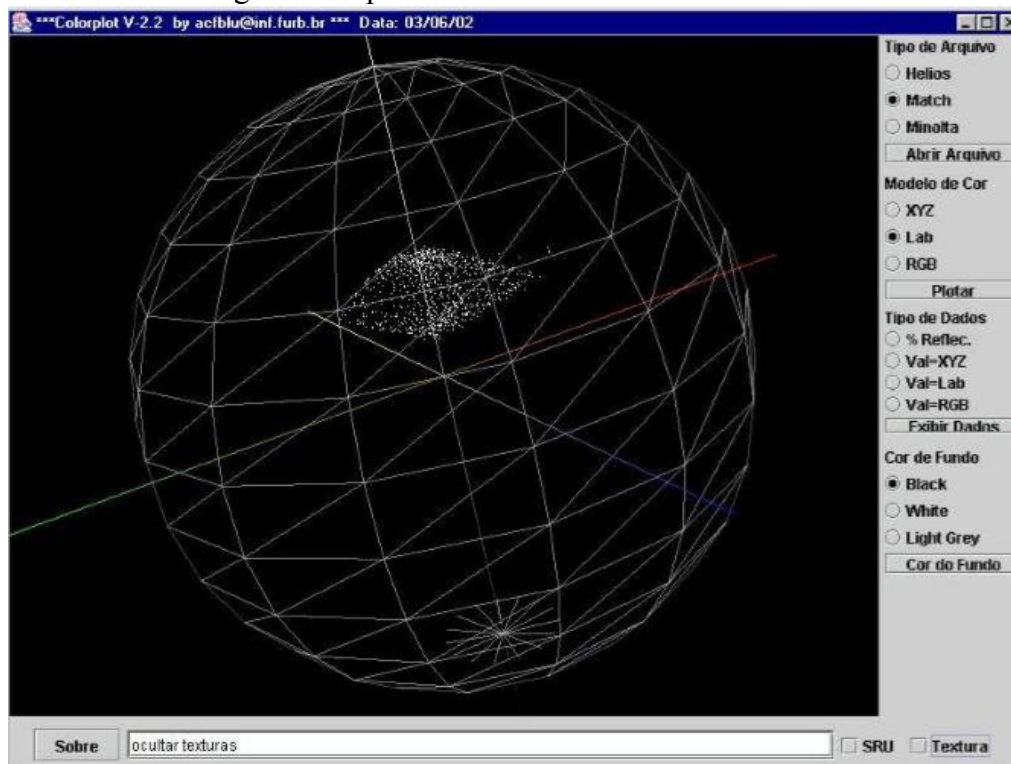 ***Colorplot V-2.2 by acfblu@inf.furb.br *** Data: 03/06/02
Tipo de Arquivo
Helios
Match
Minolta
Abrir Arquivo
Modelo de Cor
XYZ
Lab
RGB
Plotar
Tipo de Dados
% Reflec.
Val=XYZ
Val=Lab
Val=RGB
Exibir Dados
Cor de Fundo
Black
White
Light Grey
Cor do Fundo
Sobre
ocultar texturas
SRU
Textura